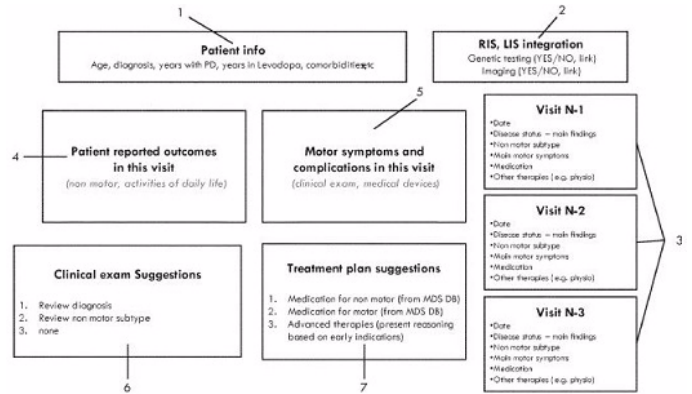 1
2
Patient info
Age, diagnosis, years with PD, years in Levodopa, comorbidities,etc
RIS, LIS integration
Genetic testing (YES/NO, link)
Imaging (YES/NO, link)
4
Patient reported outcomes
in this visit
(non motor, activities of daily life)
5
Motor symptoms and
complications in this visit
(clinical exam, medical devices)
Visit N-1
•Date
•Disease status – main findings
•Non motor subtype
•Main motor symptoms
•Medication
•Other therapies (e.g. physio)
Visit N-2
•Date
•Disease status – main findings
•Non motor subtype
•Main motor symptoms
•Medication
•Other therapies (e.g. physio)
3
Visit N-3
•Date
•Disease status – main findings
•Non motor subtype
•Main motor symptoms
•Medication
•Other therapies (e.g. physio)
Clinical exam Suggestions
1. Review diagnosis
2. Review non motor subtype
3. none
6
Treatment plan suggestions
1. Medication for non motor (from MDS DB)
2. Medication for motor (from MDS DB)
3. Advanced therapies (present reasoning
based on early indications)
7